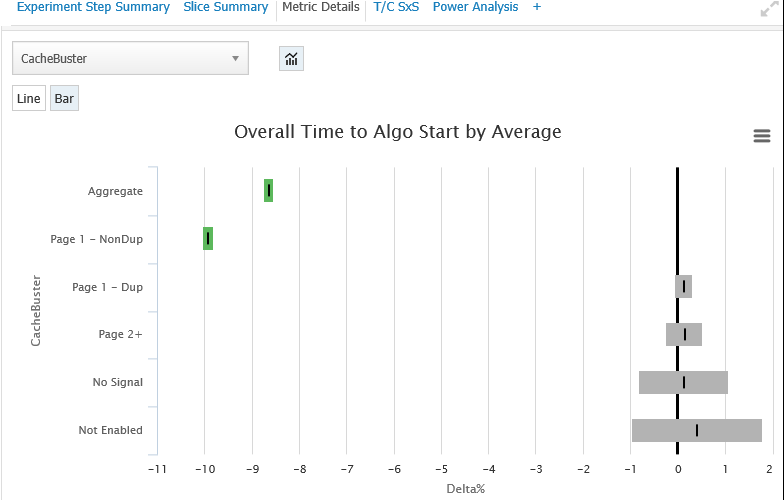 Experiment Step Summary Slice Summary Metric Details T/C SxS Power Analysis +
CacheBuster
Line Bar
Overall Time to Algo Start by Average
Aggregate
Page 1 - NonDup
Page 1 - Dup
Page 2+
No Signal
Not Enabled
CacheBuster
-11 -10 -9 -8 -7 -6 -5 -4 -3 -2 -1 0 1 2
Delta%